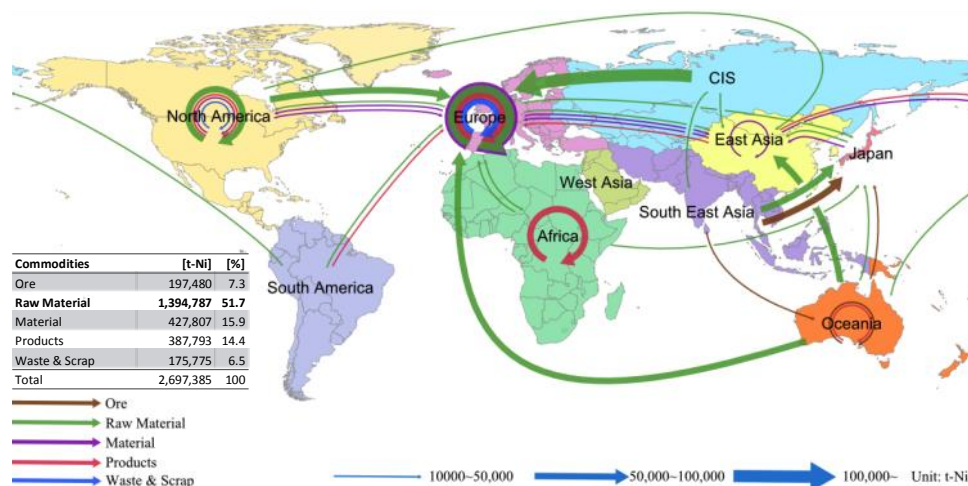 CIS
North America
Europe
East Asia
Japan
West Asia
South East Asia
Africa
South America
Oceania
Commodities [t-Ni] [%]
Ore 197,480 7.3
Raw Material 1,394,787 51.7
Material 427,807 15.9
Products 387,793 14.4
Waste & Scrap 175,775 6.5
Total 2,697,385 100
Ore
Raw Material
Material
Products
Waste & Scrap
10000~50,000 50,000~100,000 100,000~ Unit: t-Ni